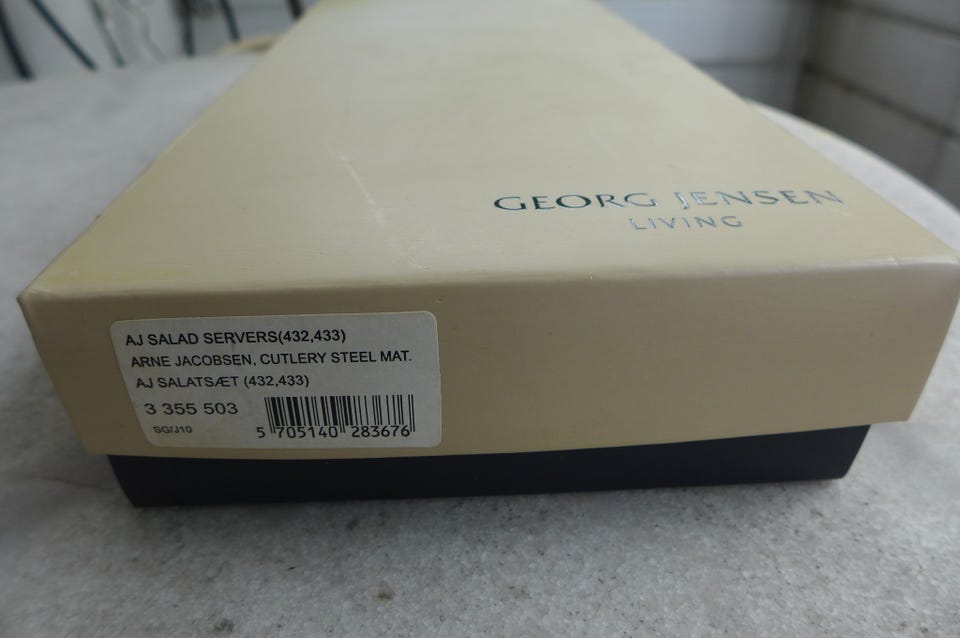 GEORG JENSEN
LIVING
AJ SALAD SERVERS(432,433)
ARNE JACOBSEN, CUTLERY STEEL MAT.
AJ SALATSÆT (432,433)
3 355 503
SG/J10
5 705140 283676